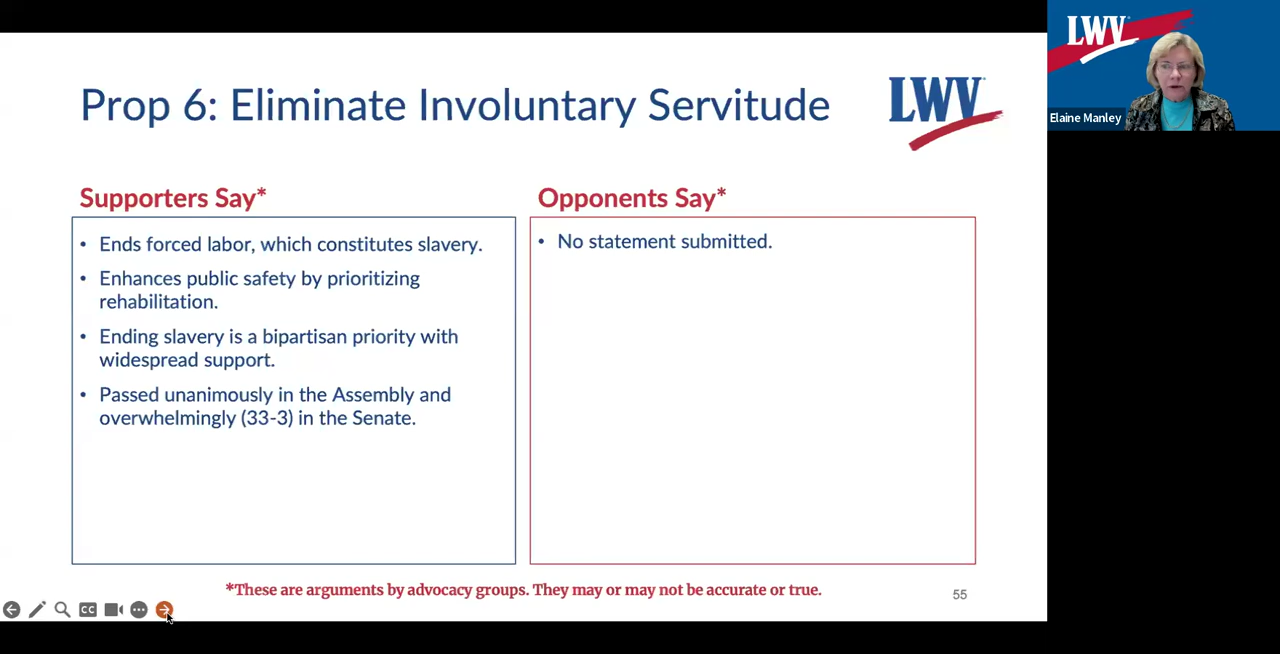 Prop 6: Eliminate Involuntary Servitude
LWV
LWV
Elaine Manley
Supporters Say*
• Ends forced labor, which constitutes slavery.
• Enhances public safety by prioritizing
rehabilitation.
• Ending slavery is a bipartisan priority with
widespread support.
• Passed unanimously in the Assembly and
overwhelmingly (33-3) in the Senate.
Opponents Say*
• No statement submitted.
*These are arguments by advocacy groups. They may or may not be accurate or true.
55
CC